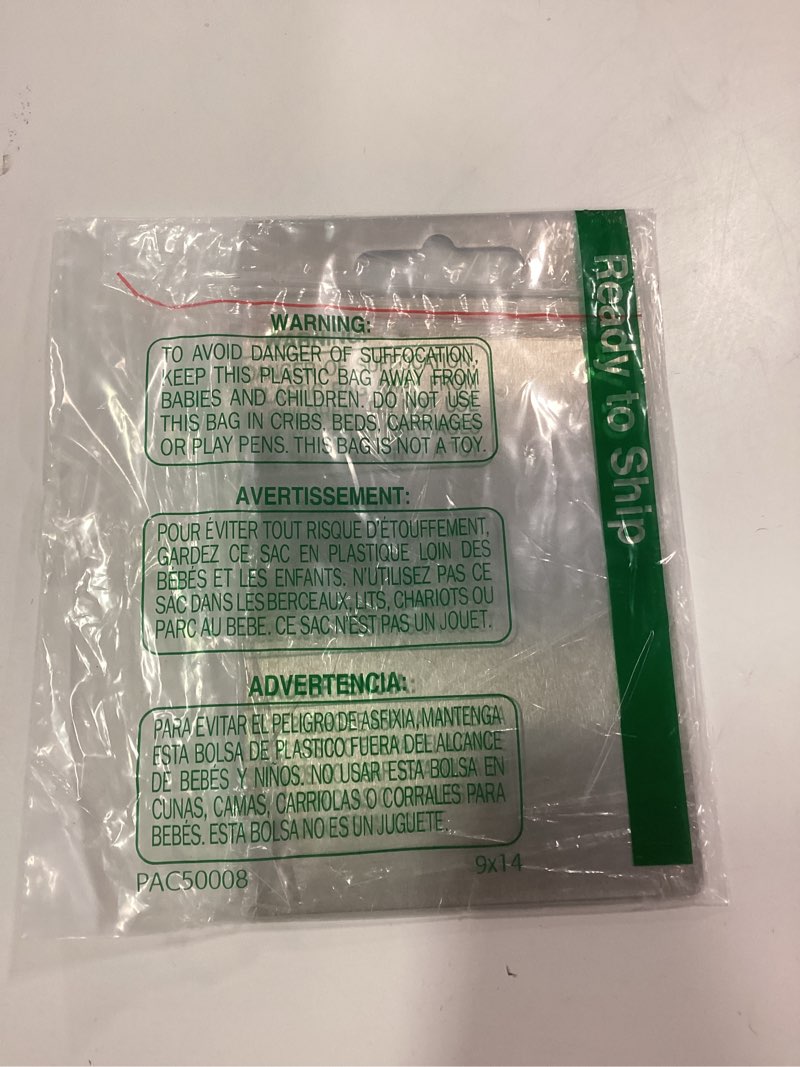 WARNING:
TO AVOID DANGER OF SUFFOCATION,
KEEP THIS PLASTIC BAG AWAY FROM
BABIES AND CHILDREN. DO NOT USE
THIS BAG IN CRIBS, BEDS, CARRIAGES
OR PLAY PENS. THIS BAG IS NOT A TOY.
AVERTISSEMENT:
POUR ÉVITER TOUT RISQUE D'ÉTOUFFEMENT,
GARDEZ CE SAC EN PLASTIQUE LOIN DES
BÉBÉS ET LES ENFANTS. N'UTILISEZ PAS CE
SAC DANS LES BERCEAUX, LITS, CHARIOTS OU
PARC AU BEBE. CE SAC N'EST PAS UN JOUET.
ADVERTENCIA:
PARA EVITAR EL PELIGRO DE ASFIXIA, MANTENGA
ESTA BOLSA DE PLASTICO FUERA DEL ALCANCE
DE BEBÉS Y NIÑOS. NO USAR ESTA BOLSA EN
CUNAS, CAMAS, CARRIOLAS O CORRALES PARA
BEBÉS. ESTA BOLSA NO ES UN JUGUETE.
PAC50008
9x14
Ready to Ship